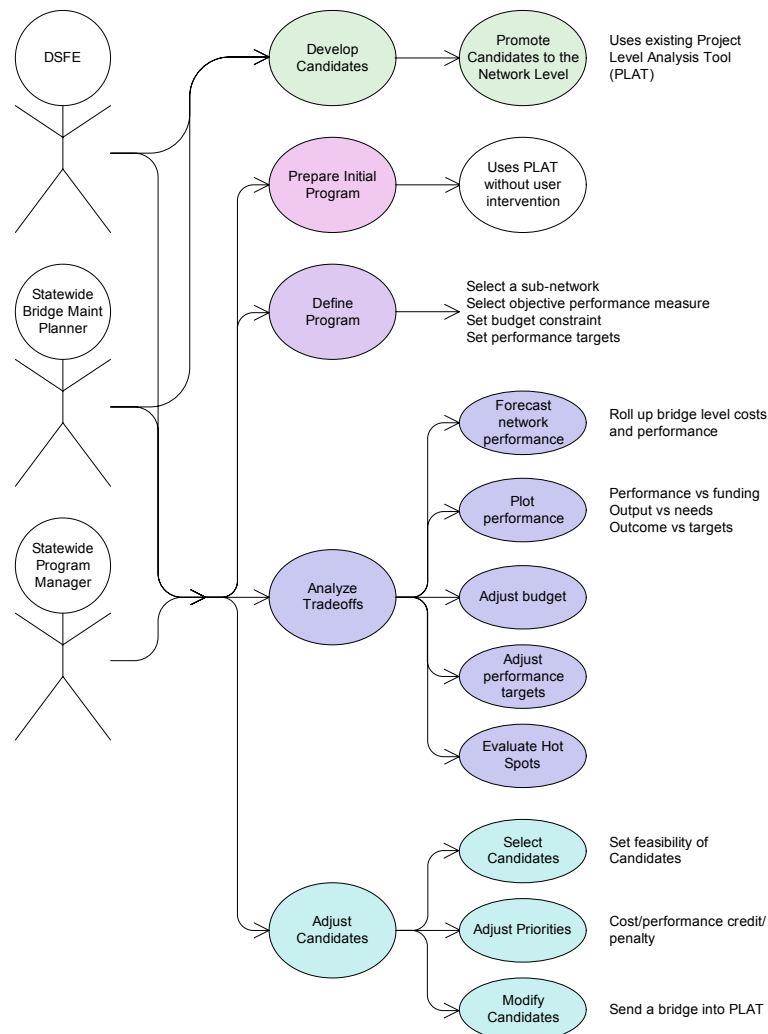 DSFE
Develop
Candidates
Promote
Candidates to the
Network Level
Uses existing Project
Level Analysis Tool
(PLAT)
Prepare Initial
Program
Uses PLAT
without user
intervention
Statewide
Bridge Maint
Planner
Define
Program
Select a sub-network
Select objective performance measure
Set budget constraint
Set performance targets
Forecast
network
performance
Roll up bridge level costs
and performance
Plot
performance
Performance vs funding
Output vs needs
Outcome vs targets
Statewide
Program
Manager
Analyze
Tradeoffs
Adjust budget
Adjust
performance
targets
Evaluate Hot
Spots
Select
Candidates
Set feasibility of
Candidates
Adjust
Candidates
Adjust Priorities
Cost/performance credit/
penalty
Modify
Candidates
Send a bridge into PLAT